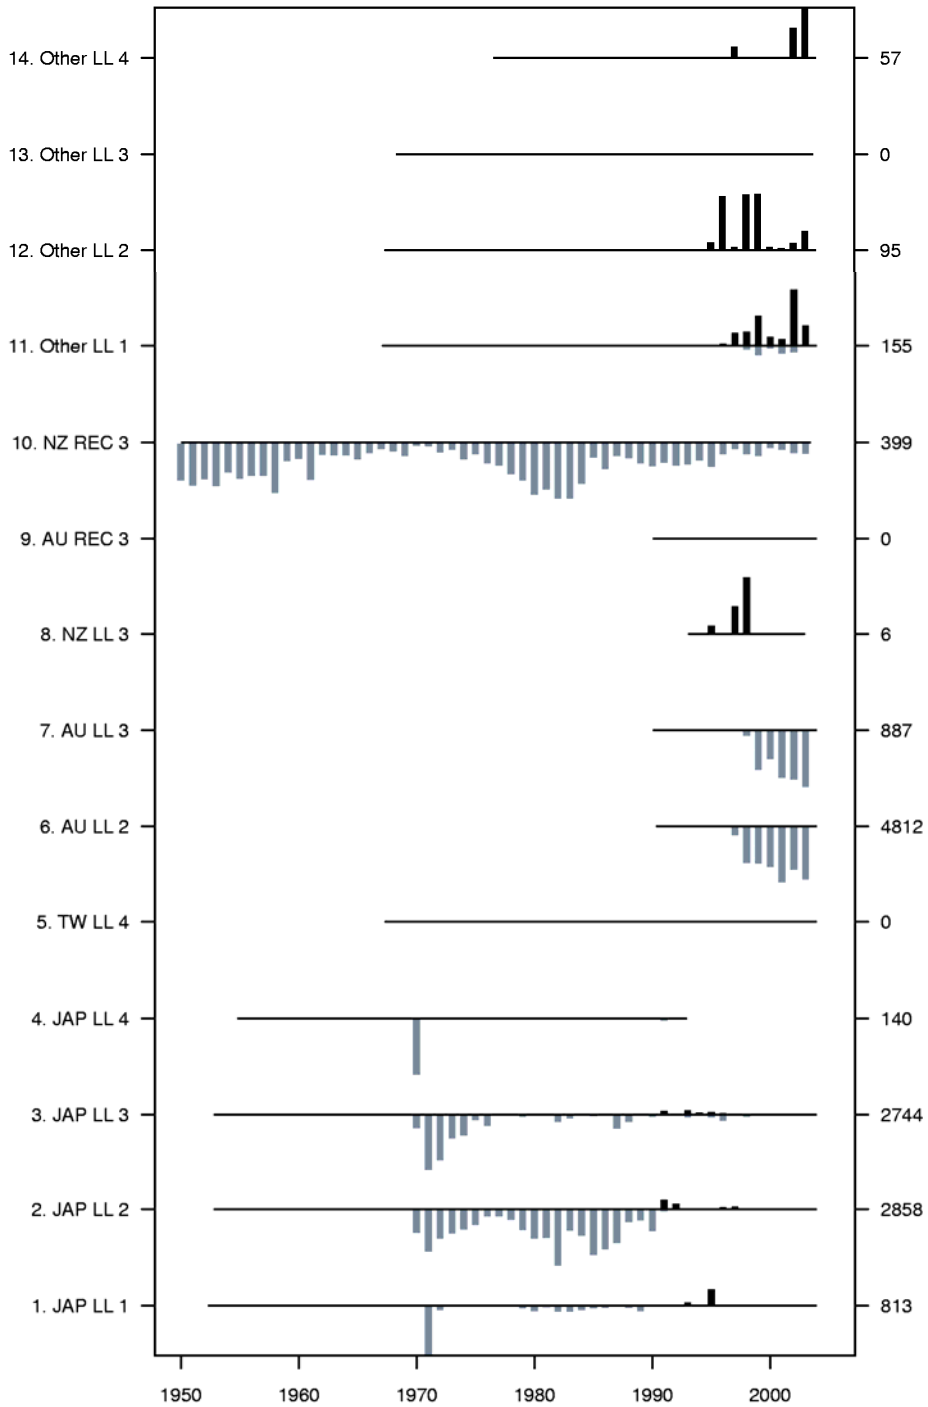 14. Other LL 4 57
13. Other LL 3 0
12. Other LL 2 95
11. Other LL 1 155
10. NZ REC 3 399
9. AU REC 3 0
8. NZ LL 3 6
7. AU LL 3 887
6. AU LL 2 4812
5. TW LL 4 0
4. JAP LL 4 140
3. JAP LL 3 2744
2. JAP LL 2 2858
1. JAP LL 1 813
1950 1960 1970 1980 1990 2000